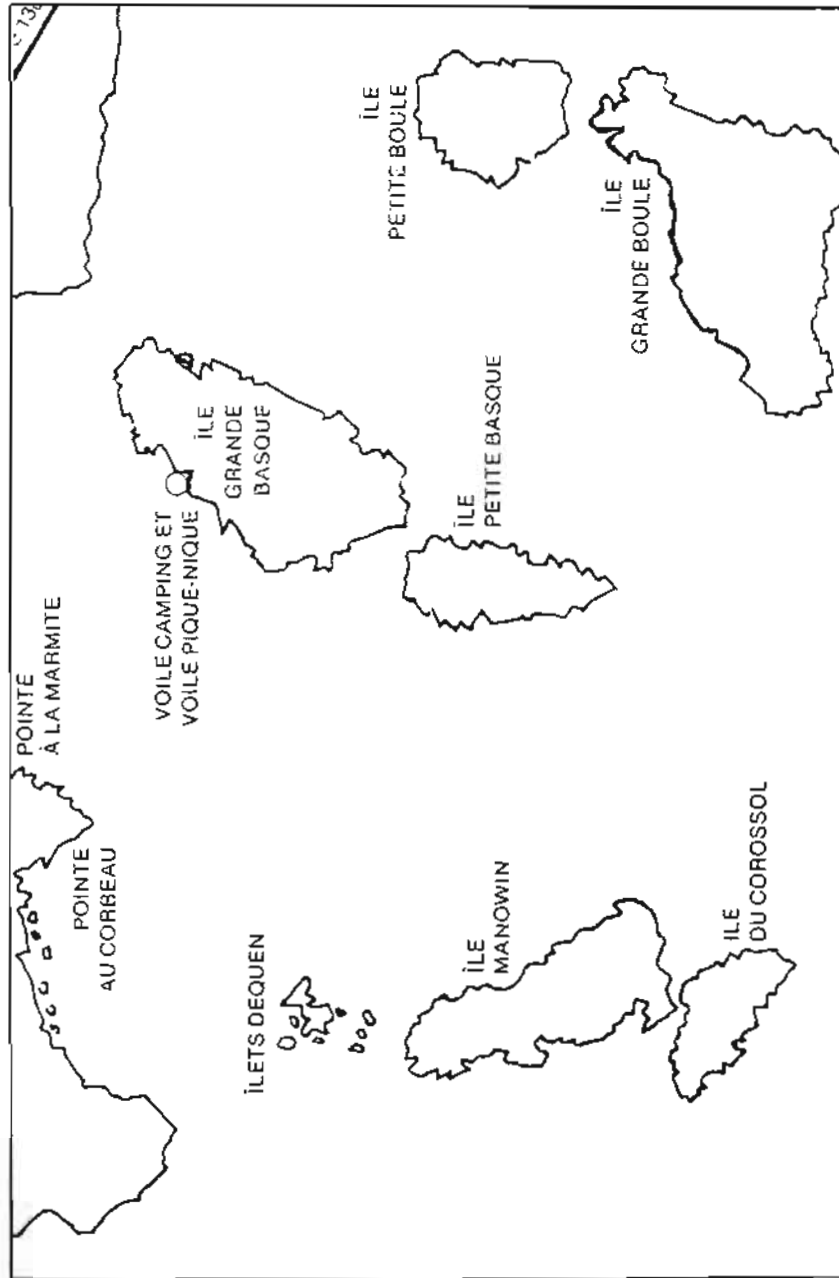 POINTE
À LA MARMITE
POINTE
AU CORBEAU
VOILE CAMPING ET
VOILE PIQUE-NIQUE
ÎLE
GRANDE
BASQUE
ÎLETS DEQUEN
ÎLE
PETITE BOULE
ÎLE
PETITE BASQUE
ÎLE
MANOWIN
ÎLE
GRANDE BOULE
ILE
DU COROSSOL